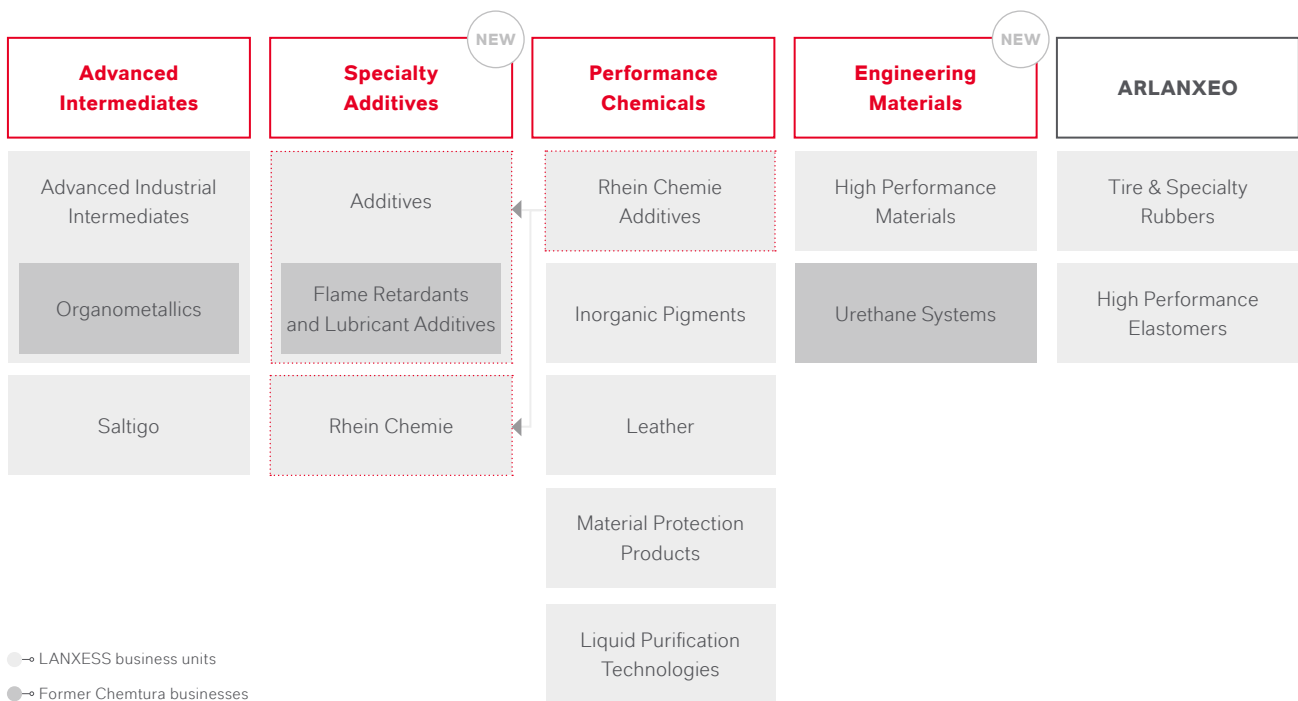 NEW
NEW
Advanced
Intermediates
Specialty
Additives
Performance
Chemicals
Engineering
Materials
ARLANXEO
Advanced Industrial
Intermediates
Organometallics
Saltigo
Additives
Flame Retardants
and Lubricant Additives
Rhein Chemie
Rhein Chemie
Additives
Inorganic Pigments
Leather
Material Protection
Products
Liquid Purification
Technologies
High Performance
Materials
Urethane Systems
Tire & Specialty
Rubbers
High Performance
Elastomers
LANXESS business units
Former Chemtura businesses